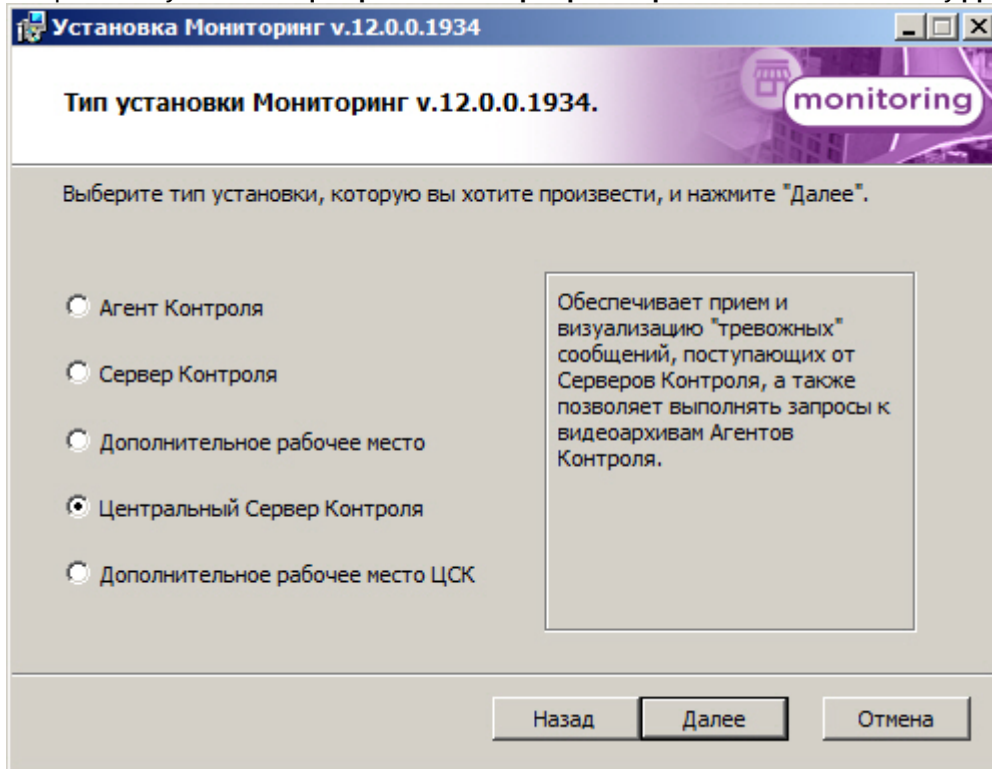 Установка Мониторинг v.12.0.0.1934
Тип установки Мониторинг v.12.0.0.1934.
monitoring
Выберите тип установки, которую вы хотите произвести, и нажмите "Далее".
Агент Контроля
Сервер Контроля
Дополнительное рабочее место
Центральный Сервер Контроля
Дополнительное рабочее место ЦСК
Обеспечивает прием и
визуализацию "тревожных"
сообщений, поступающих от
Серверов Контроля, а также
позволяет выполнять запросы к
видеоархивам Агентов
Контроля.
Назад
Далее
Отмена